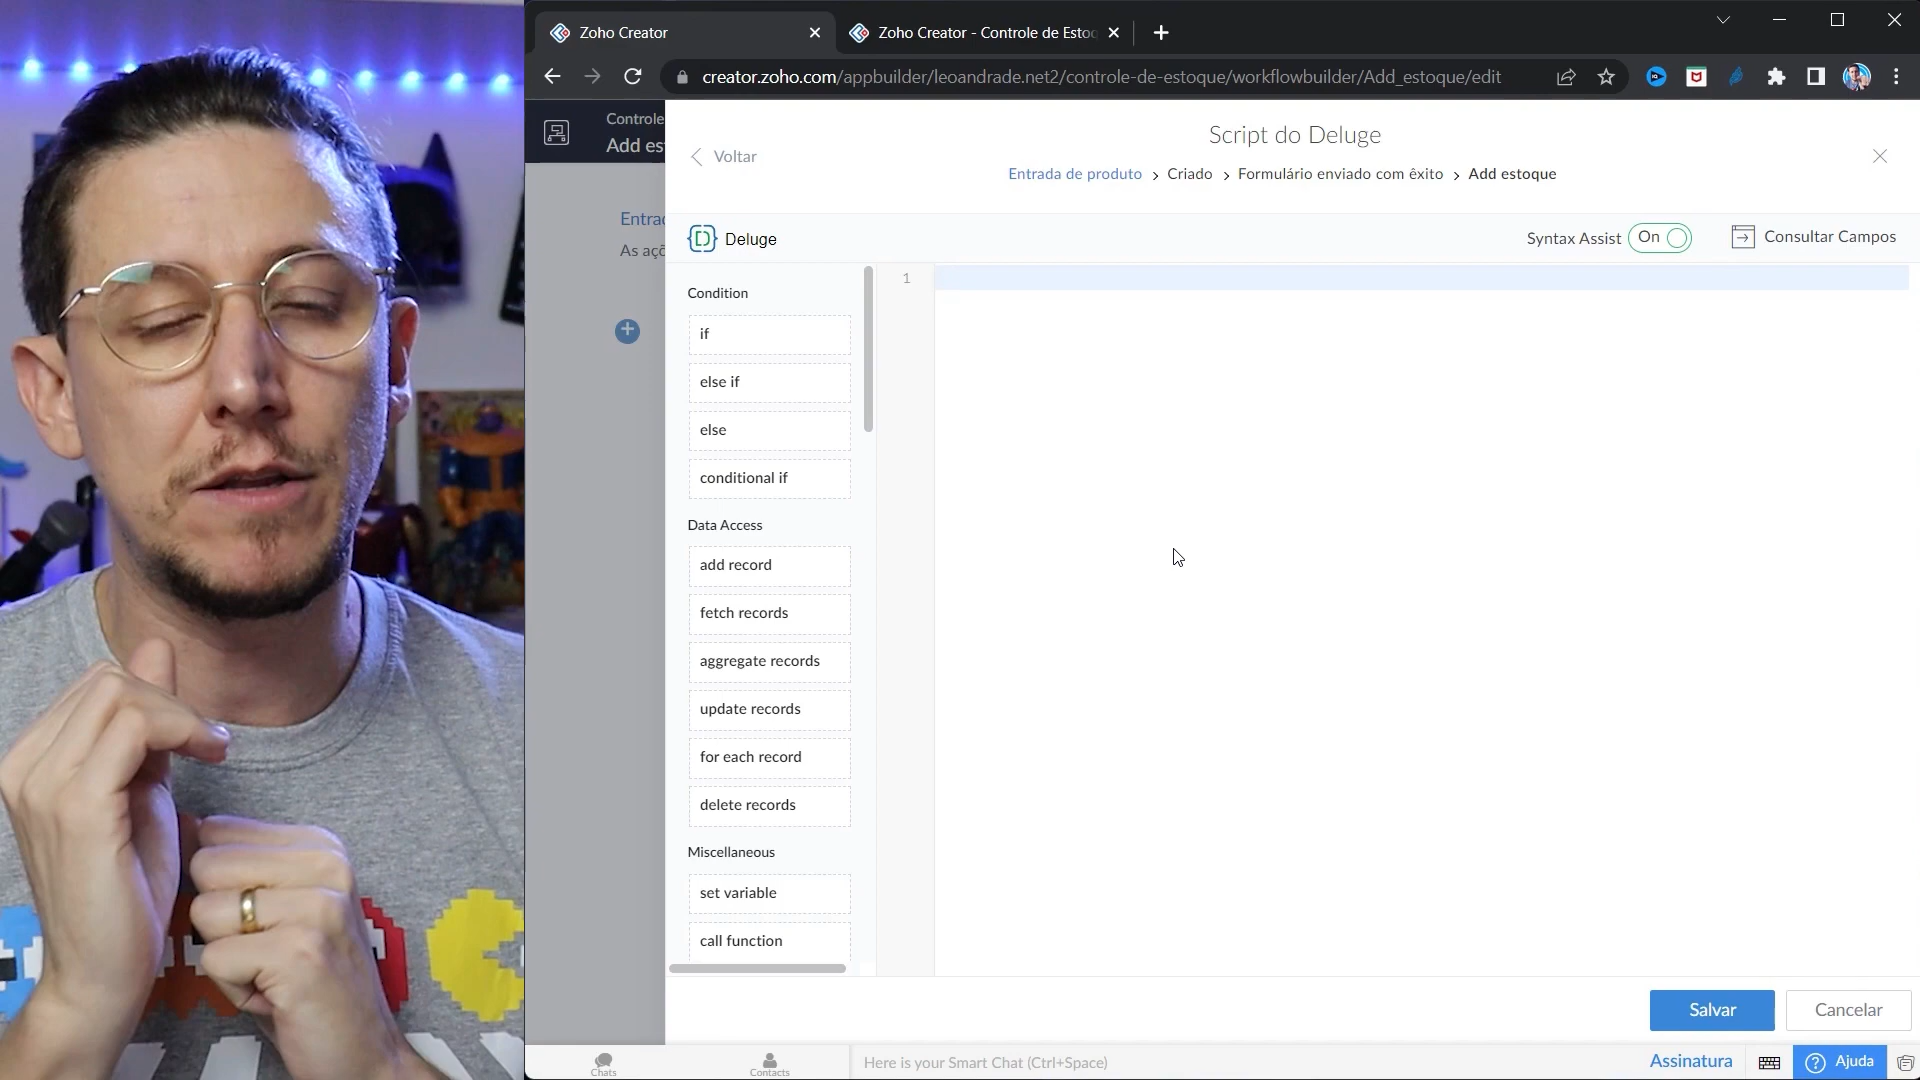 Zoho Creator
Zoho Creator - Controle de Esto
creator.zoho.com/appbuilder/leoandrade.net2/controle-de-estoque/workflowbuilder/Add_estoque/edit
Controle
Add es
Script do Deluge
Voltar
Entrada de produto > Criado > Formulário enviado com êxito > Add estoque
Entrad
As açõ
Deluge
Syntax Assist On
Consultar Campos
Condition
1
if
else if
else
conditional if
Data Access
add record
fetch records
aggregate records
update records
for each record
delete records
Miscellaneous
set variable
call function
Salvar
Cancelar
Chats
Contacts
Here is your Smart Chat (Ctrl+Space)
Assinatura
Ajuda